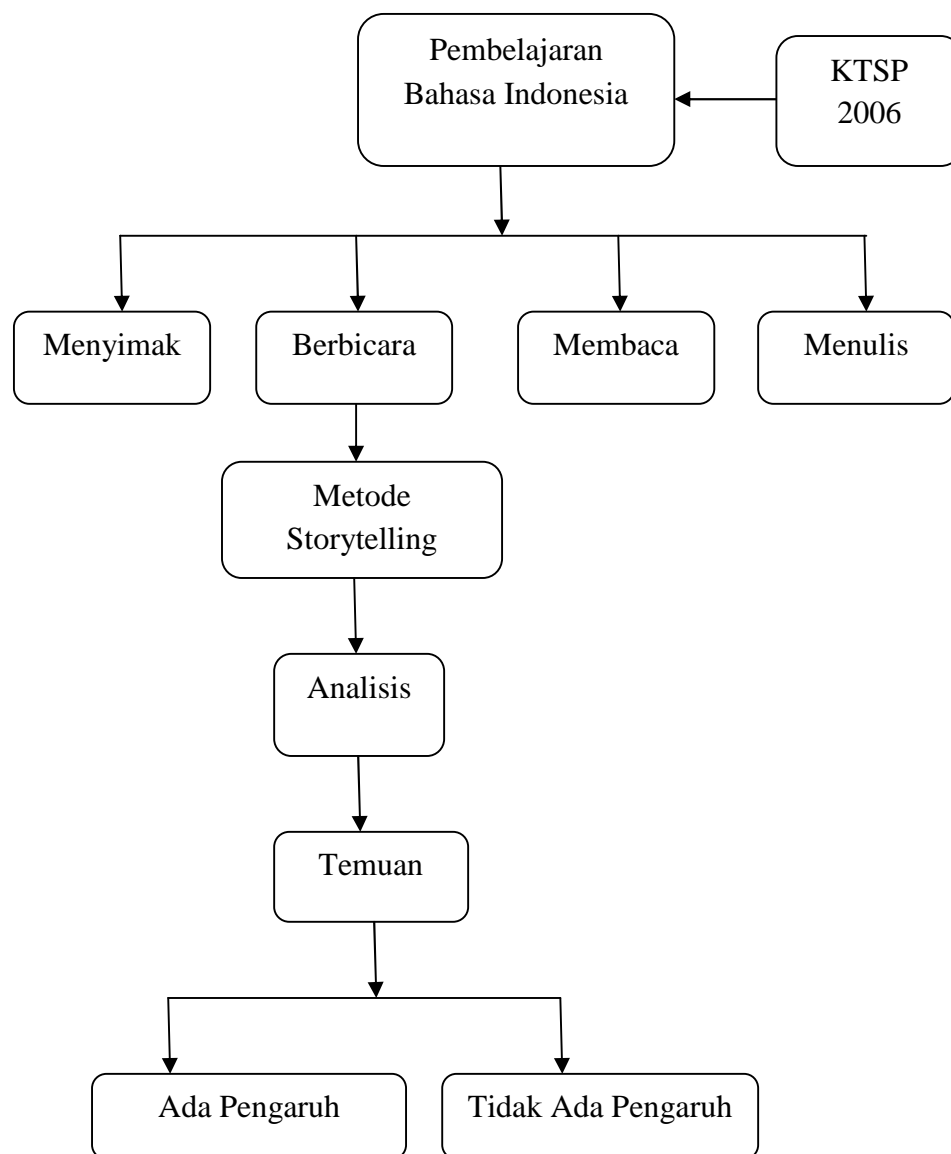 Pembelajaran
Bahasa Indonesia
KTSP
2006
Menyimak
Berbicara
Membaca
Menulis
Metode
Storytelling
Analisis
Temuan
Ada Pengaruh
Tidak Ada Pengaruh